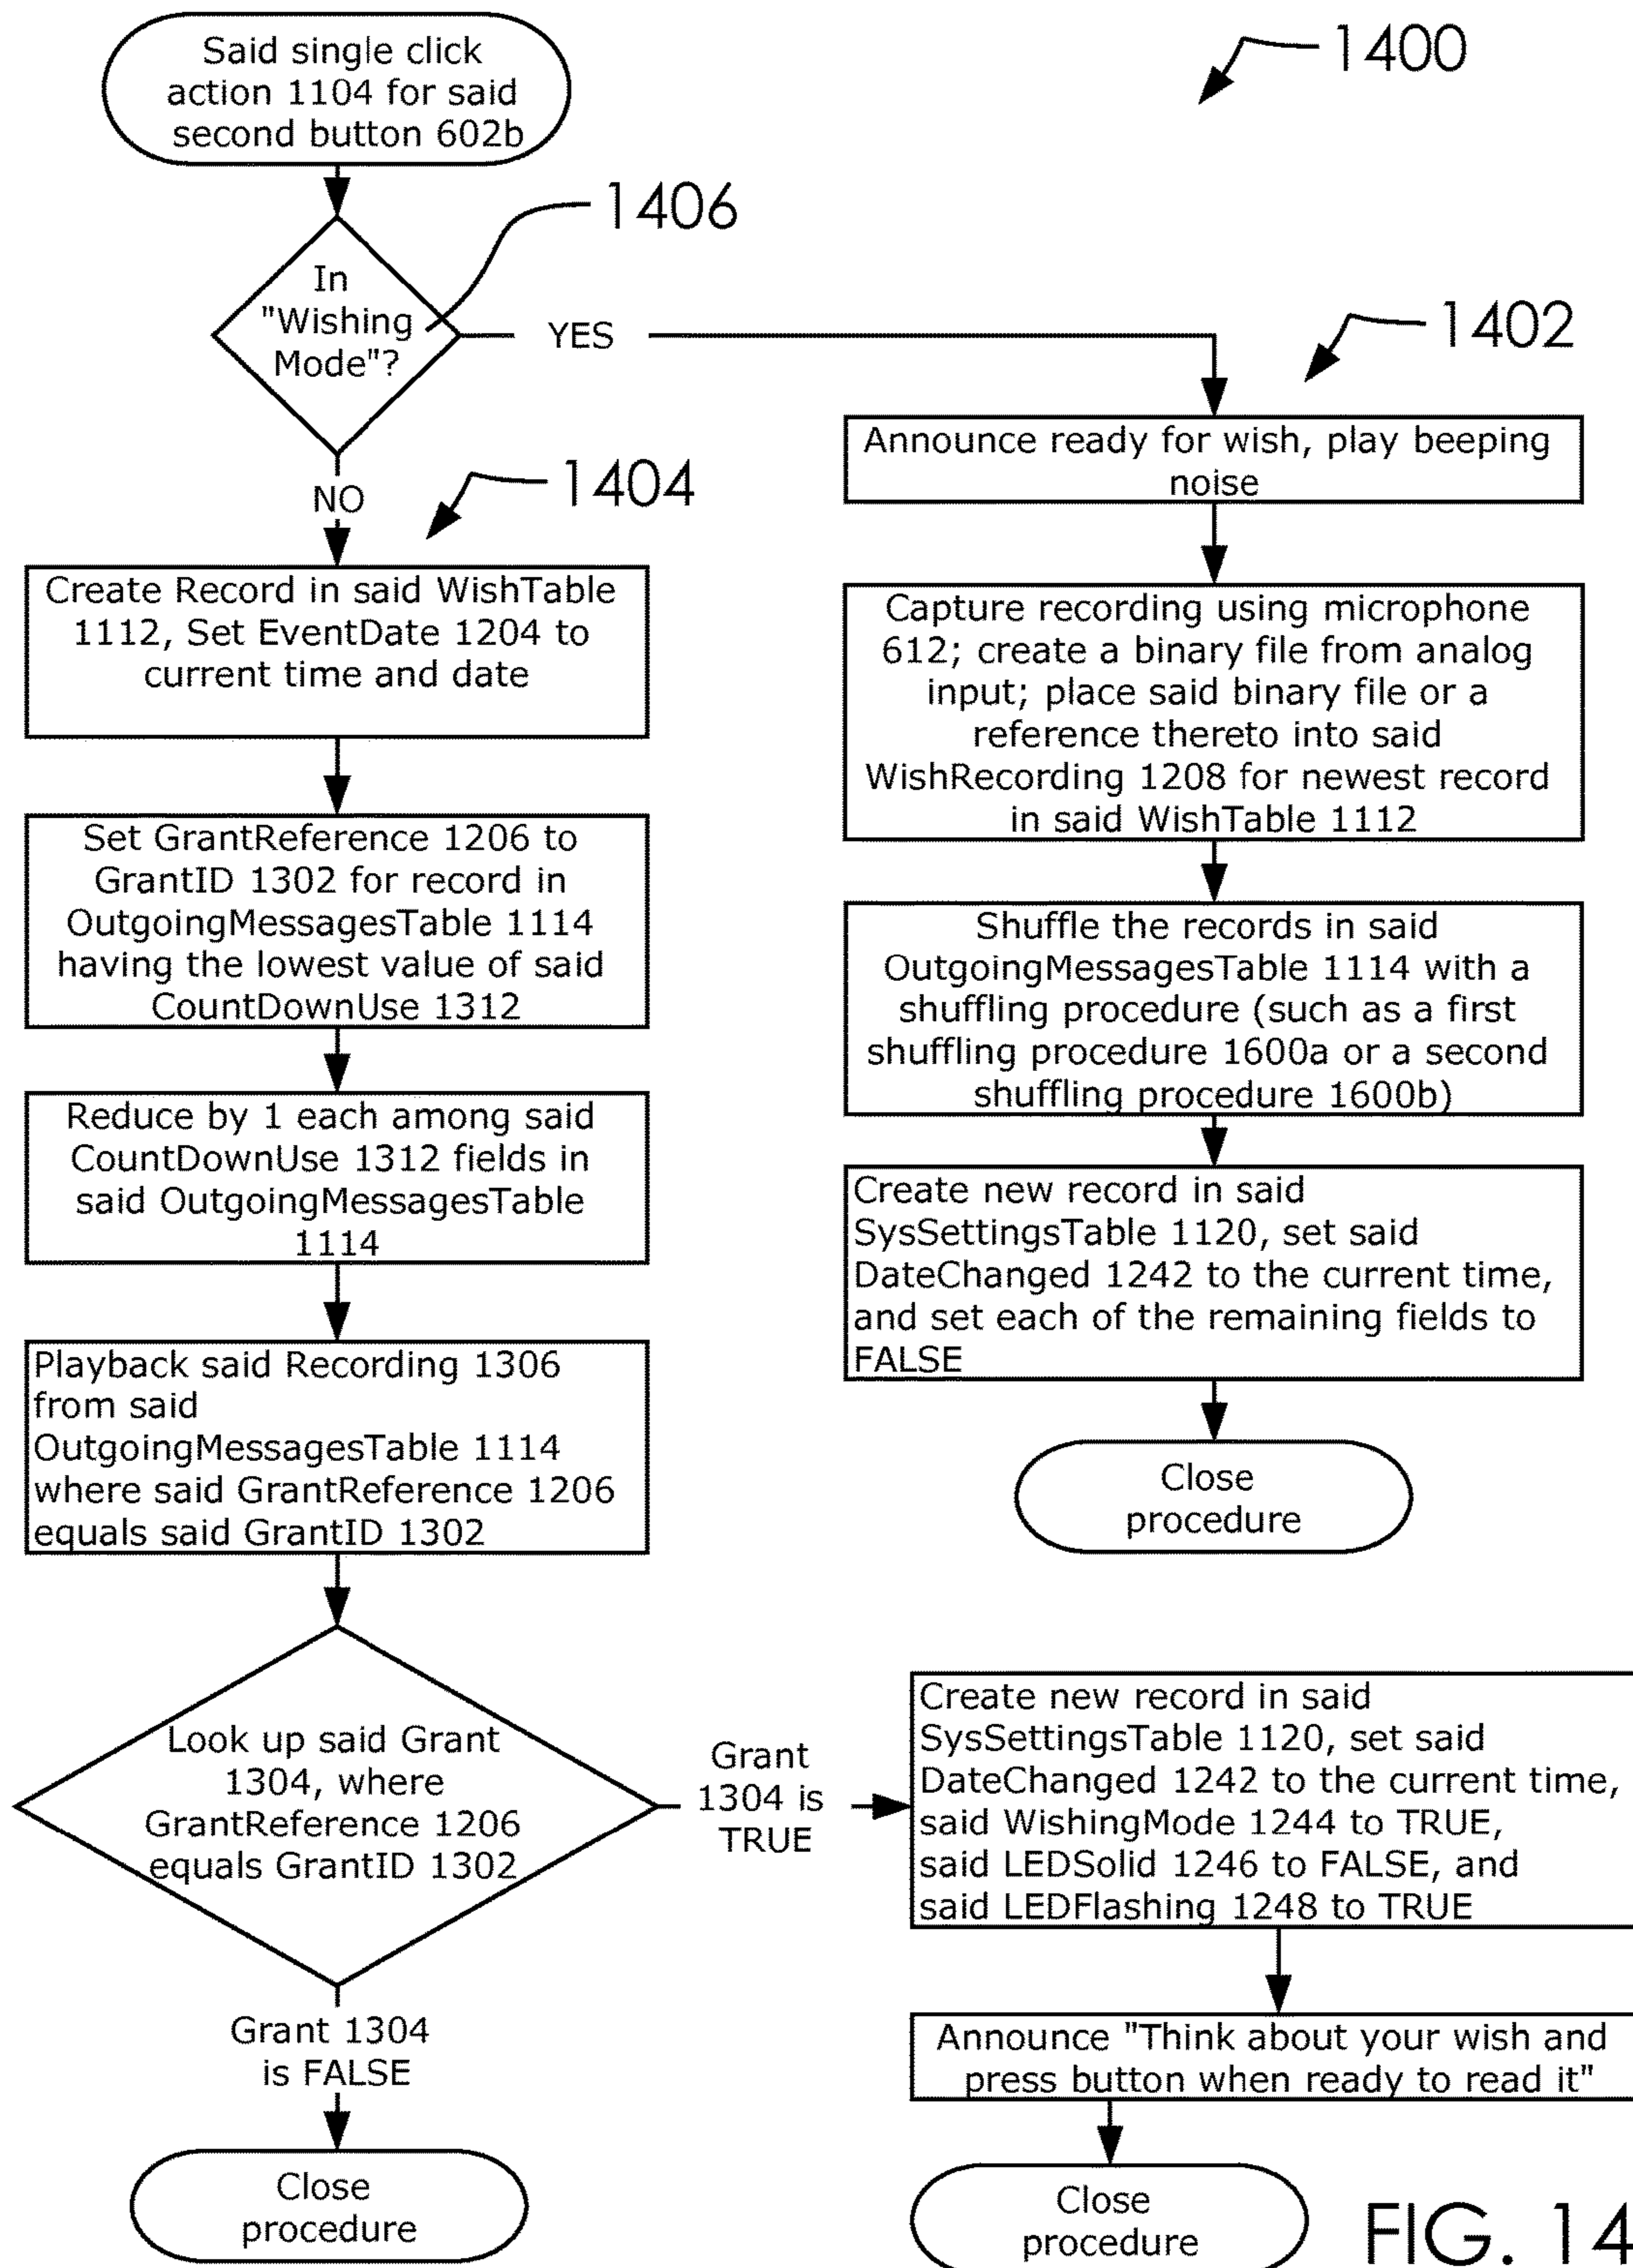 Said single click
action 1104 for said
second button 602b
1400
1406
In
"Wishing
Mode"?
YES
1402
NO
1404
Announce ready for wish, play beeping
noise
Create Record in said WishTable
1112, Set EventDate 1204 to
current time and date
Capture recording using microphone
612; create a binary file from analog
input; place said binary file or a
reference thereto into said
WishRecording 1208 for newest record
in said WishTable 1112
Set GrantReference 1206 to
GrantID 1302 for record in
OutgoingMessagesTable 1114
having the lowest value of said
CountDownUse 1312
Shuffle the records in said
OutgoingMessagesTable 1114 with a
shuffling procedure (such as a first
shuffling procedure 1600a or a second
shuffling procedure 1600b)
Reduce by 1 each among said
CountDownUse 1312 fields in
said OutgoingMessagesTable
1114
Create new record in said
SysSettingsTable 1120, set said
DateChanged 1242 to the current time,
and set each of the remaining fields to
FALSE
Playback said Recording 1306
from said
OutgoingMessagesTable 1114
where said GrantReference 1206
equals said GrantID 1302
Close
procedure
Look up said Grant
1304, where
GrantReference 1206
equals GrantID 1302
Grant
1304 is
TRUE
Create new record in said
SysSettingsTable 1120, set said
DateChanged 1242 to the current time,
said WishingMode 1244 to TRUE,
said LEDSolid 1246 to FALSE, and
said LEDFlashing 1248 to TRUE
Grant 1304
is FALSE
Announce "Think about your wish and
press button when ready to read it"
Close
procedure
Close
procedure
FIG. 14